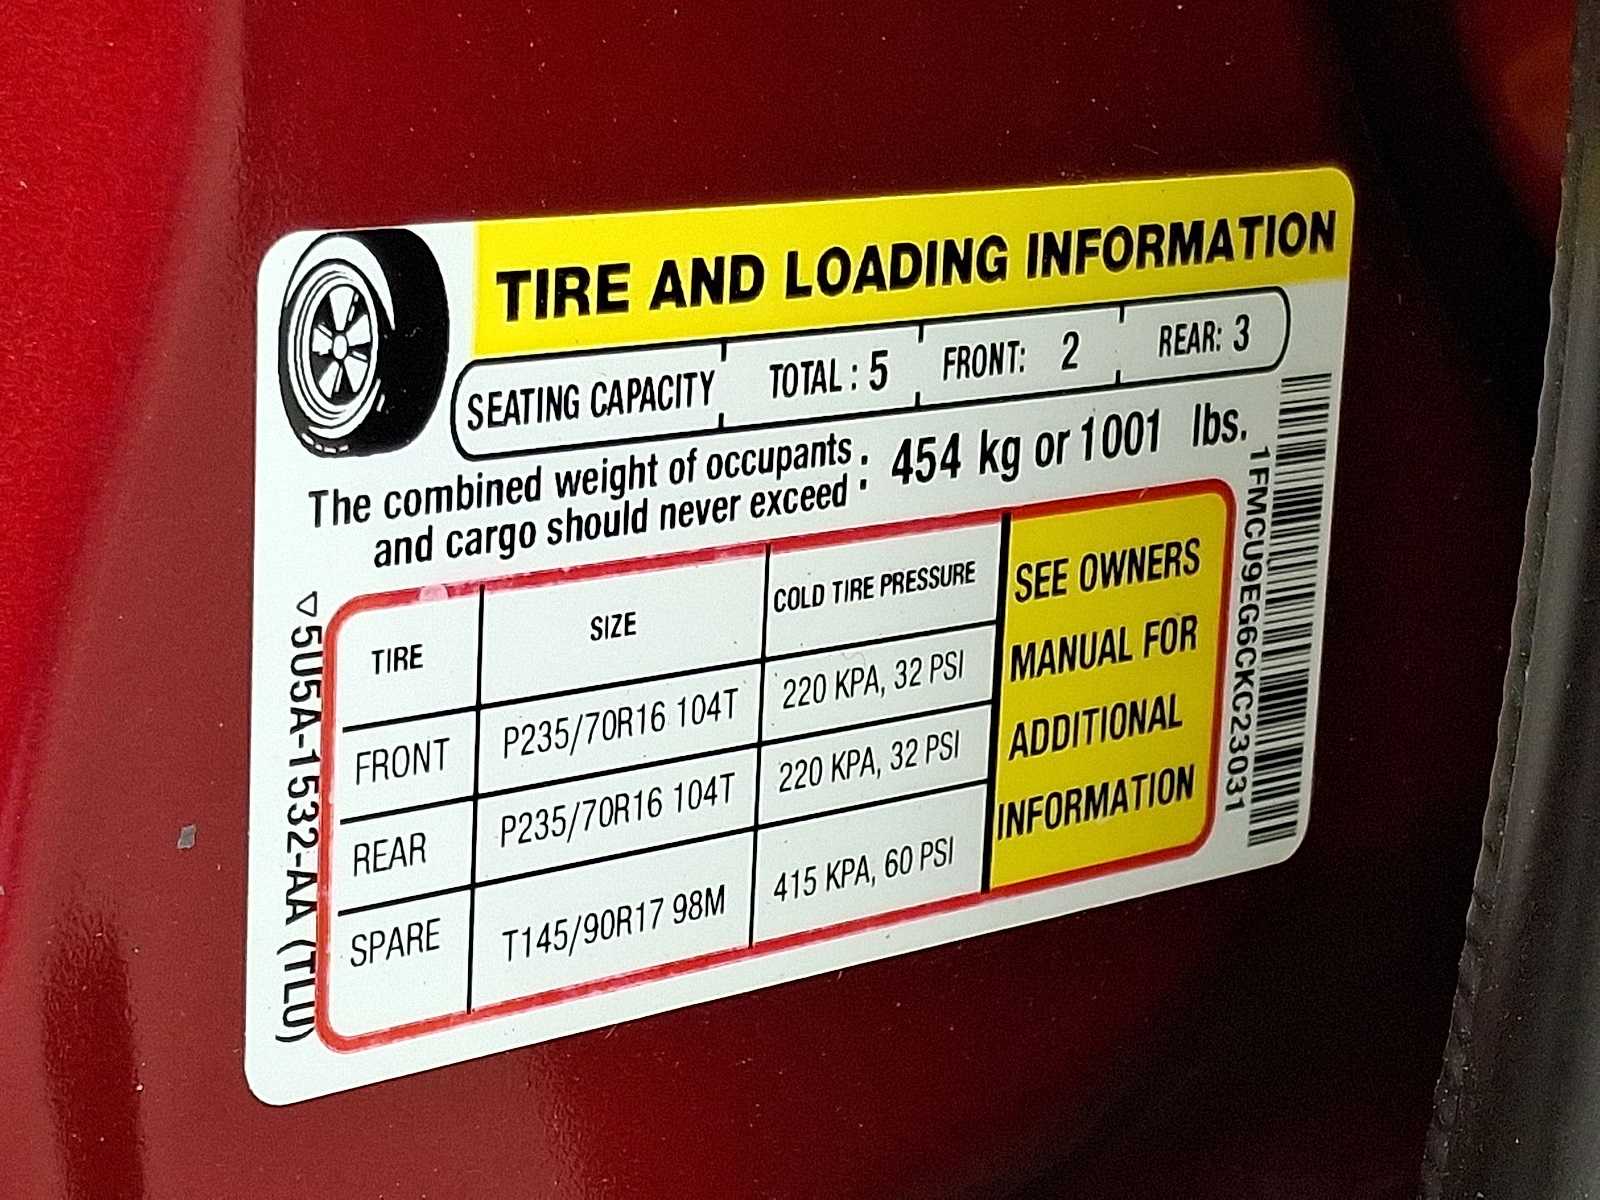 TIRE AND LOADING INFORMATION
SEATING CAPACITY TOTAL : 5 FRONT: 2 REAR: 3
The combined weight of occupants
and cargo should never exceed : 454 kg or 1001 lbs.
TIRE SIZE COLD TIRE PRESSURE
FRONT P235/70R16 104T 220 KPA, 32 PSI
REAR P235/70R16 104T 220 KPA, 32 PSI
SPARE T145/90R17 98M 415 KPA, 60 PSI
SEE OWNERS
MANUAL FOR
ADDITIONAL
INFORMATION
1FMCU9EG6CKC23031
▽5U5A-1532-AA (TLU)